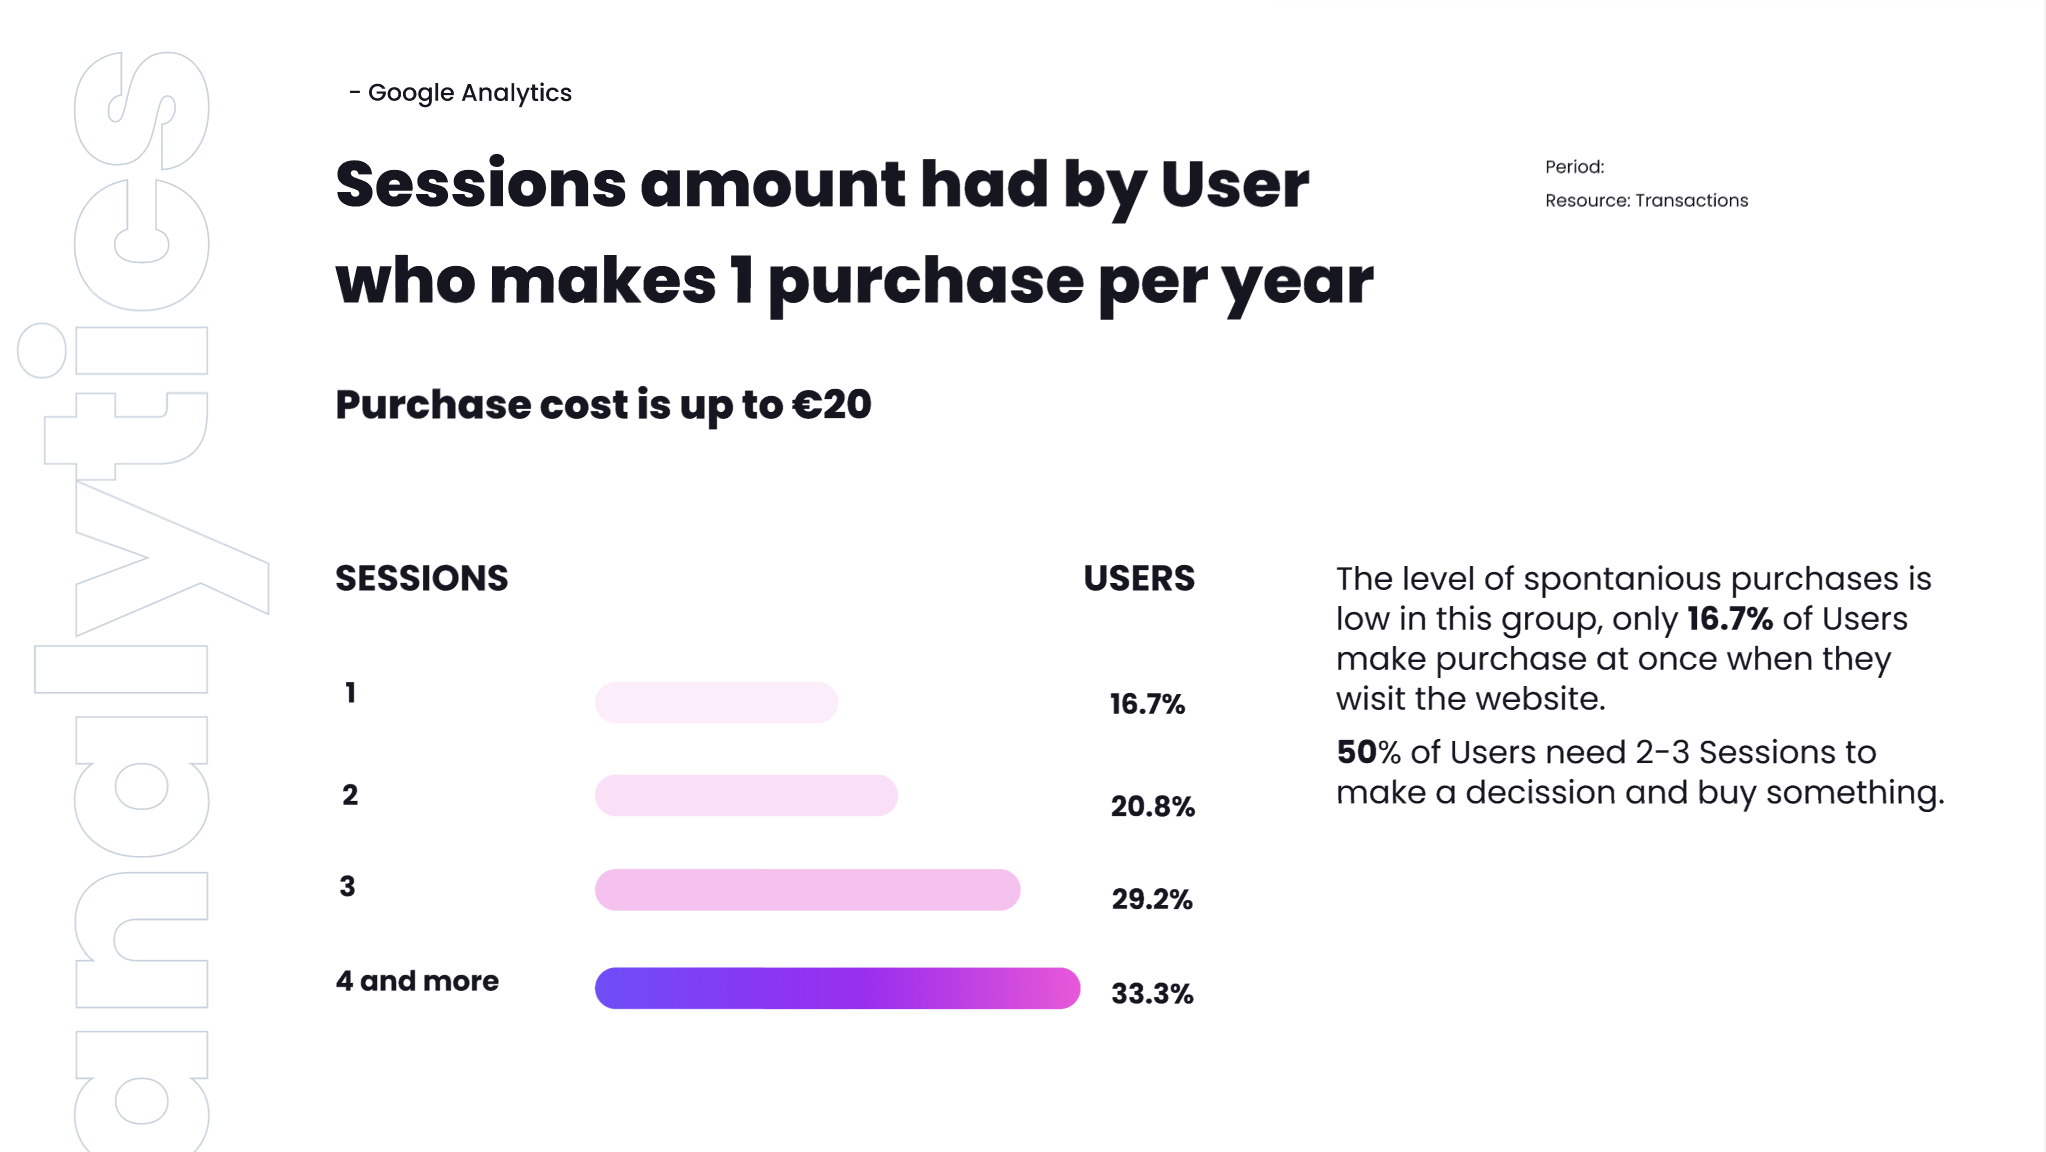 analytics
- Google Analytics
Sessions amount had by User
who makes 1 purchase per year
Period:
Resource: Transactions
Purchase cost is up to €20
SESSIONS
USERS
1
16.7%
2
20.8%
3
29.2%
4 and more
33.3%
The level of spontanious purchases is
low in this group, only 16.7% of Users
make purchase at once when they
wisit the website.
50% of Users need 2-3 Sessions to
make a decission and buy something.